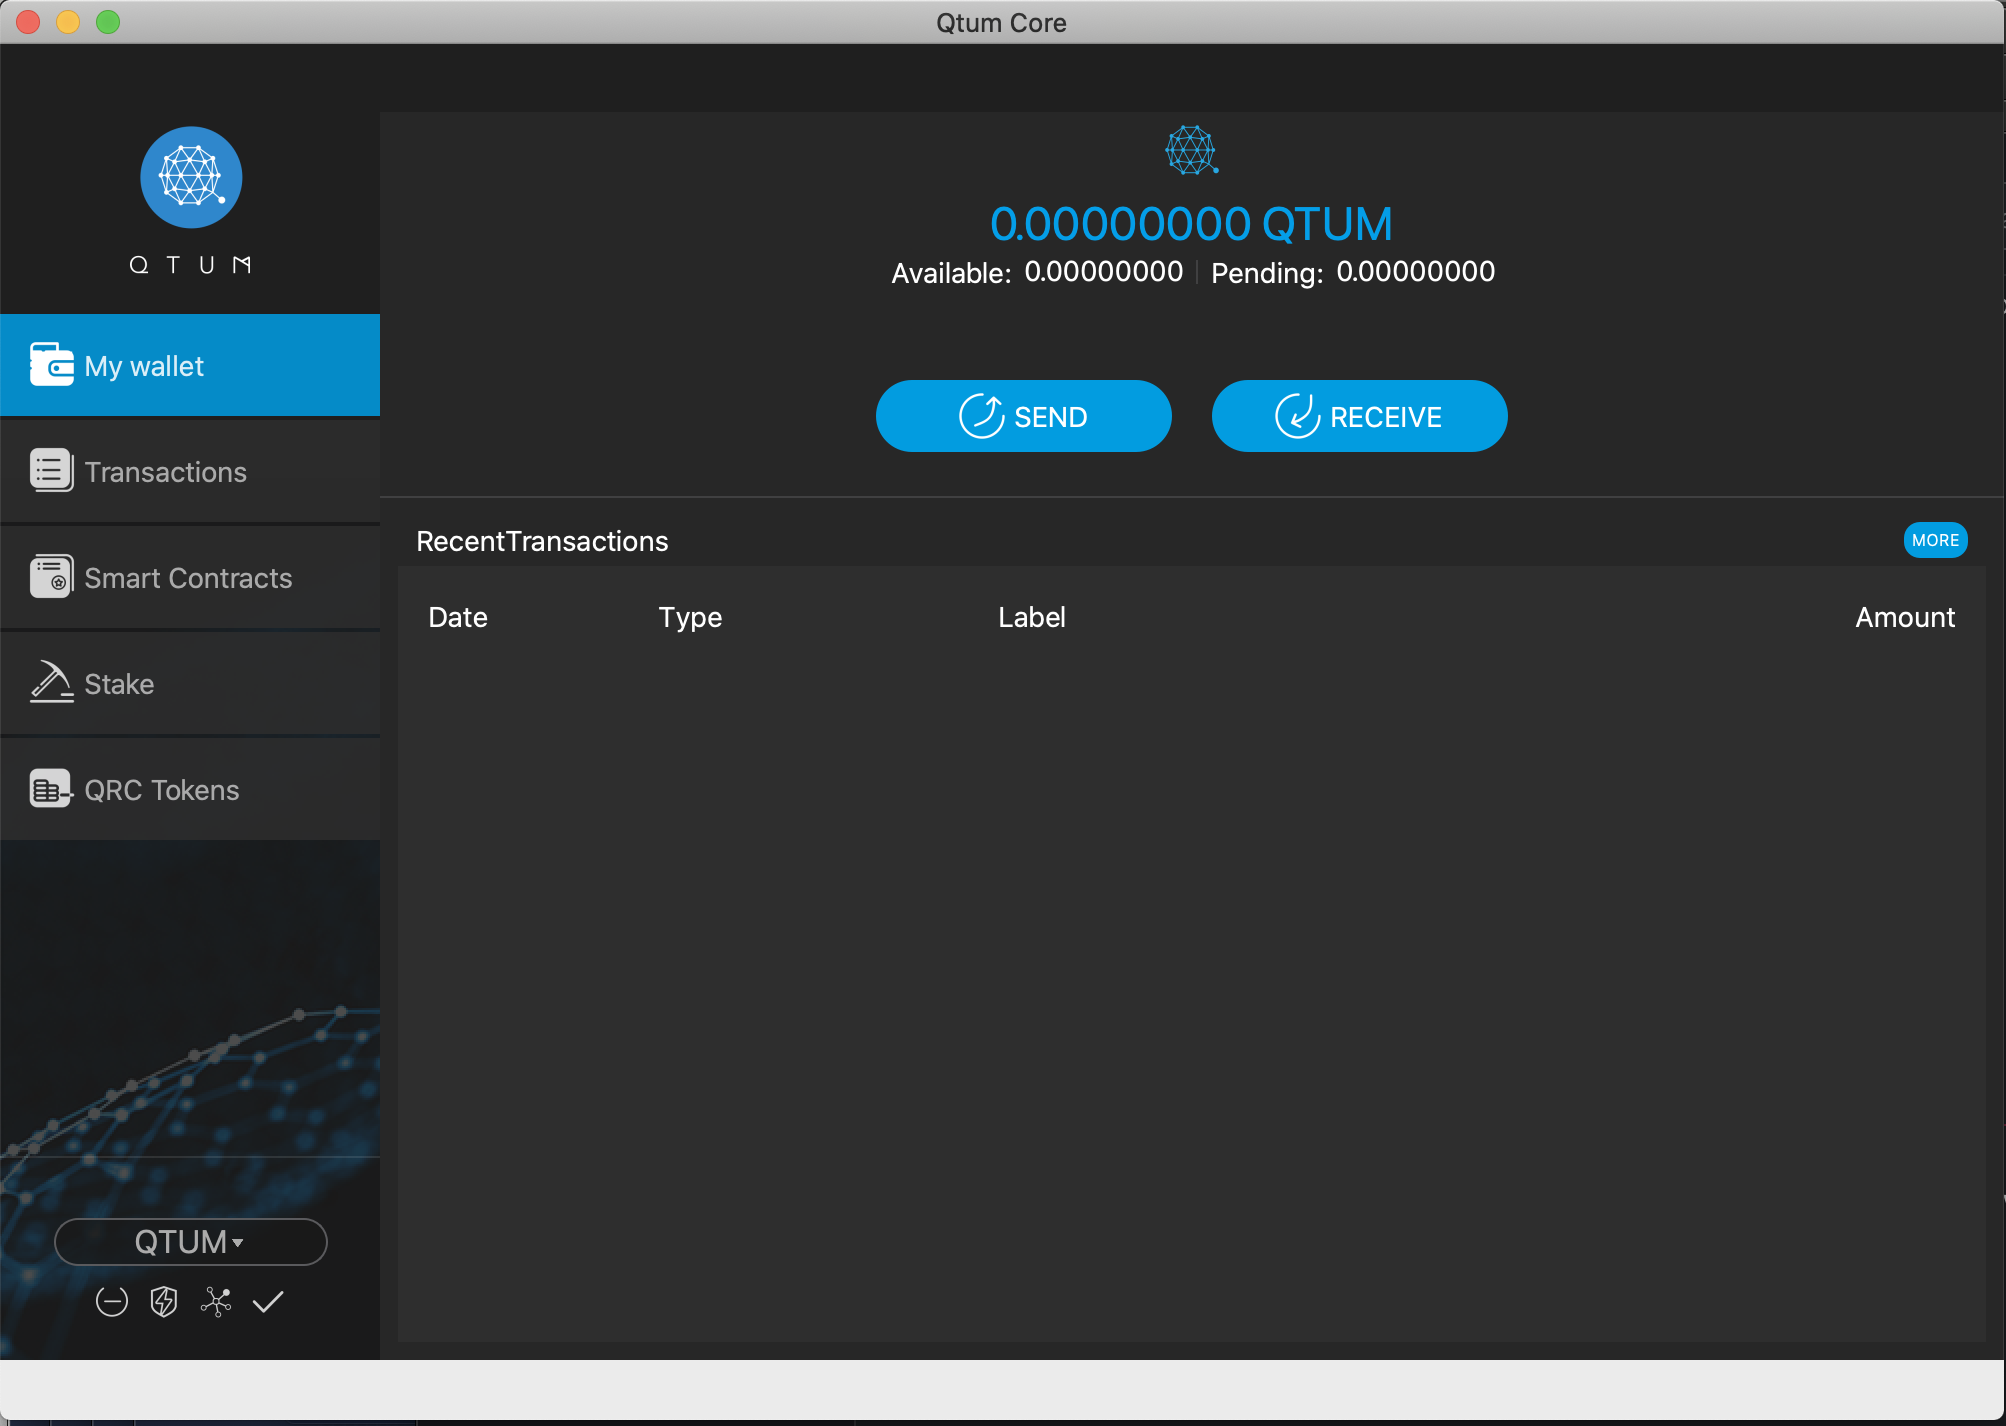 Qtum Core
QTUM
My wallet
Transactions
Smart Contracts
Stake
QRC Tokens
QTUM
0.00000000 QTUM
Available: 0.00000000 Pending: 0.00000000
SEND RECEIVE
RecentTransactions MORE
Date Type Label Amount